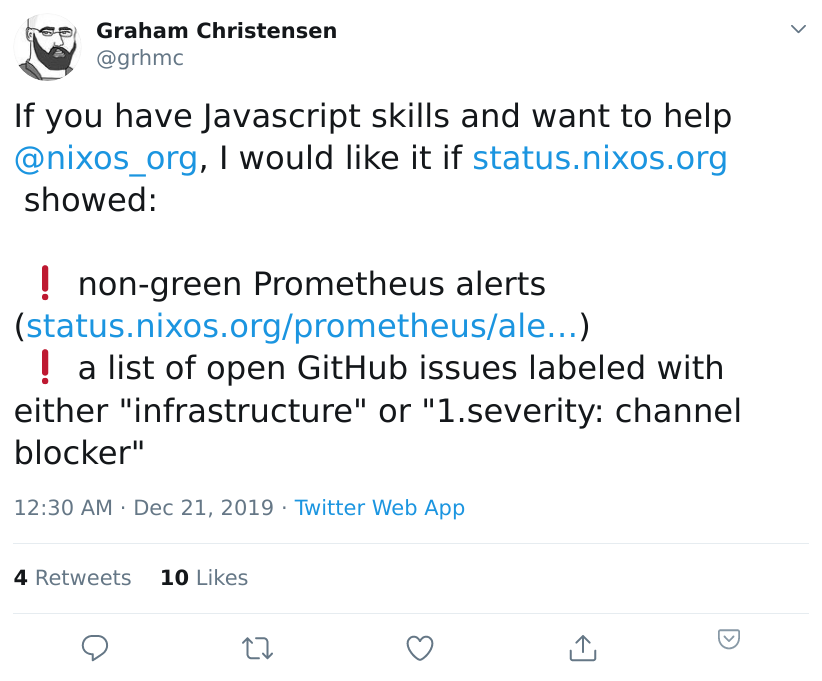 Graham Christensen
@grhmc
If you have Javascript skills and want to help
@nixos_org, I would like it if status.nixos.org
showed:
❗ non-green Prometheus alerts
(status.nixos.org/prometheus/ale…)
❗ a list of open GitHub issues labeled with
either "infrastructure" or "1.severity: channel
blocker"
12:30 AM · Dec 21, 2019 · Twitter Web App
4 Retweets 10 Likes